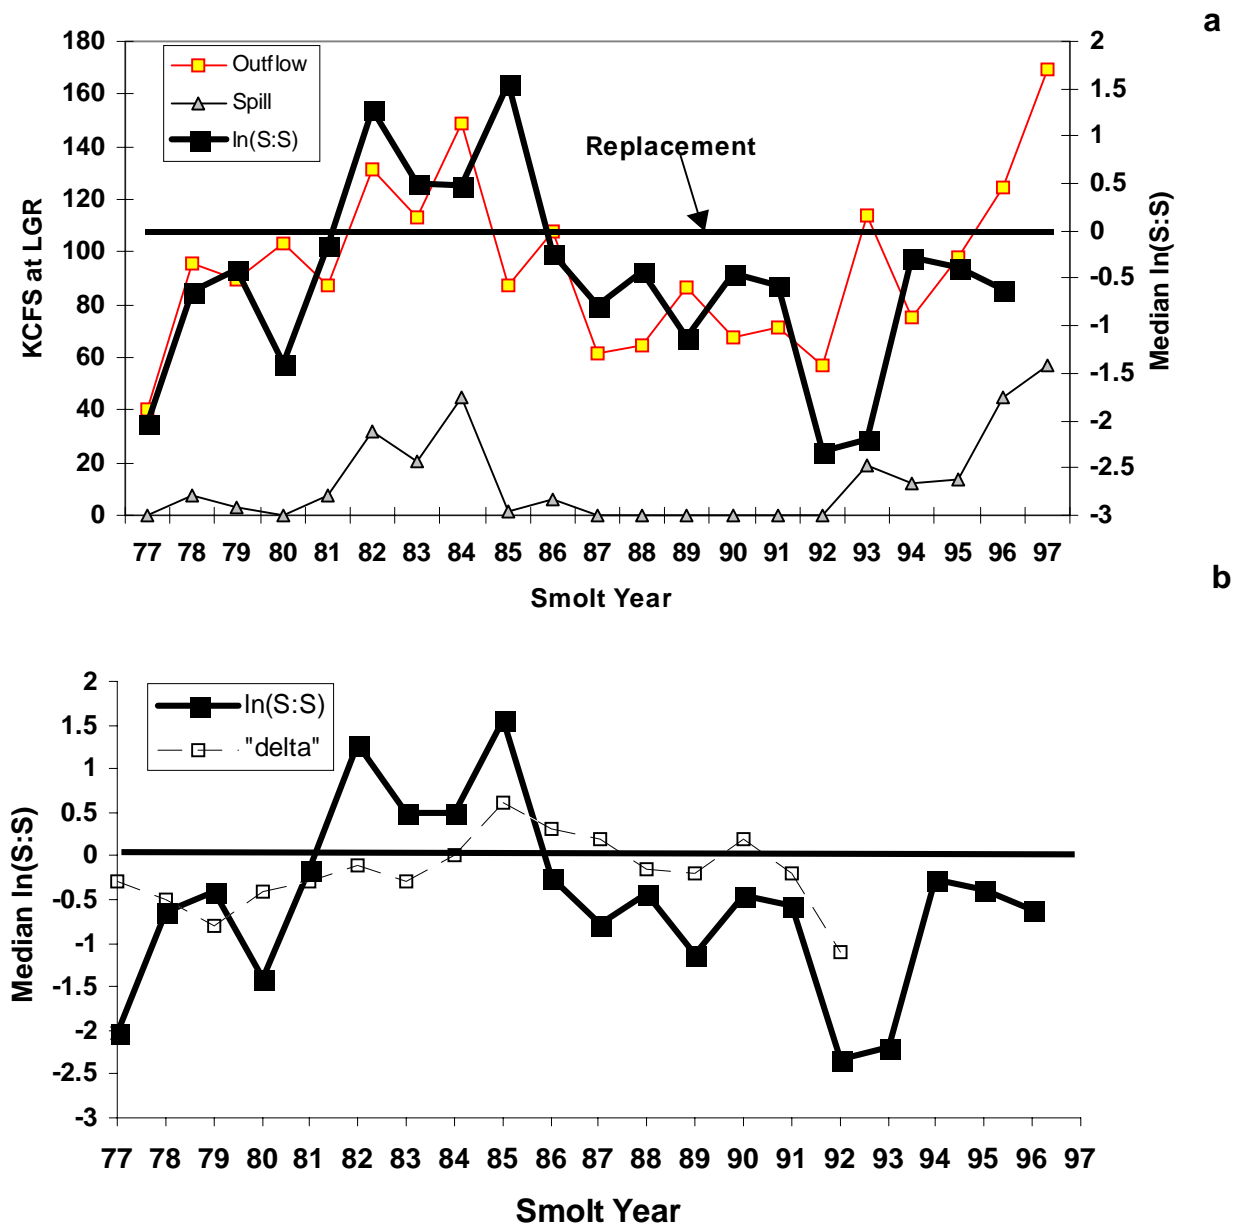 a
180
160
140
120
100
80
60
40
20
0
KCFS at LGR
Outflow
Spill
ln(S:S)
Replacement
2
1.5
1
0.5
0
-0.5
-1
-1.5
-2
-2.5
-3
Median ln(S:S)
77 78 79 80 81 82 83 84 85 86 87 88 89 90 91 92 93 94 95 96 97
Smolt Year
b
2
1.5
1
0.5
0
-0.5
-1
-1.5
-2
-2.5
-3
Median ln(S:S)
ln(S:S)
"delta"
77 78 79 80 81 82 83 84 85 86 87 88 89 90 91 92 93 94 95 96 97
Smolt Year